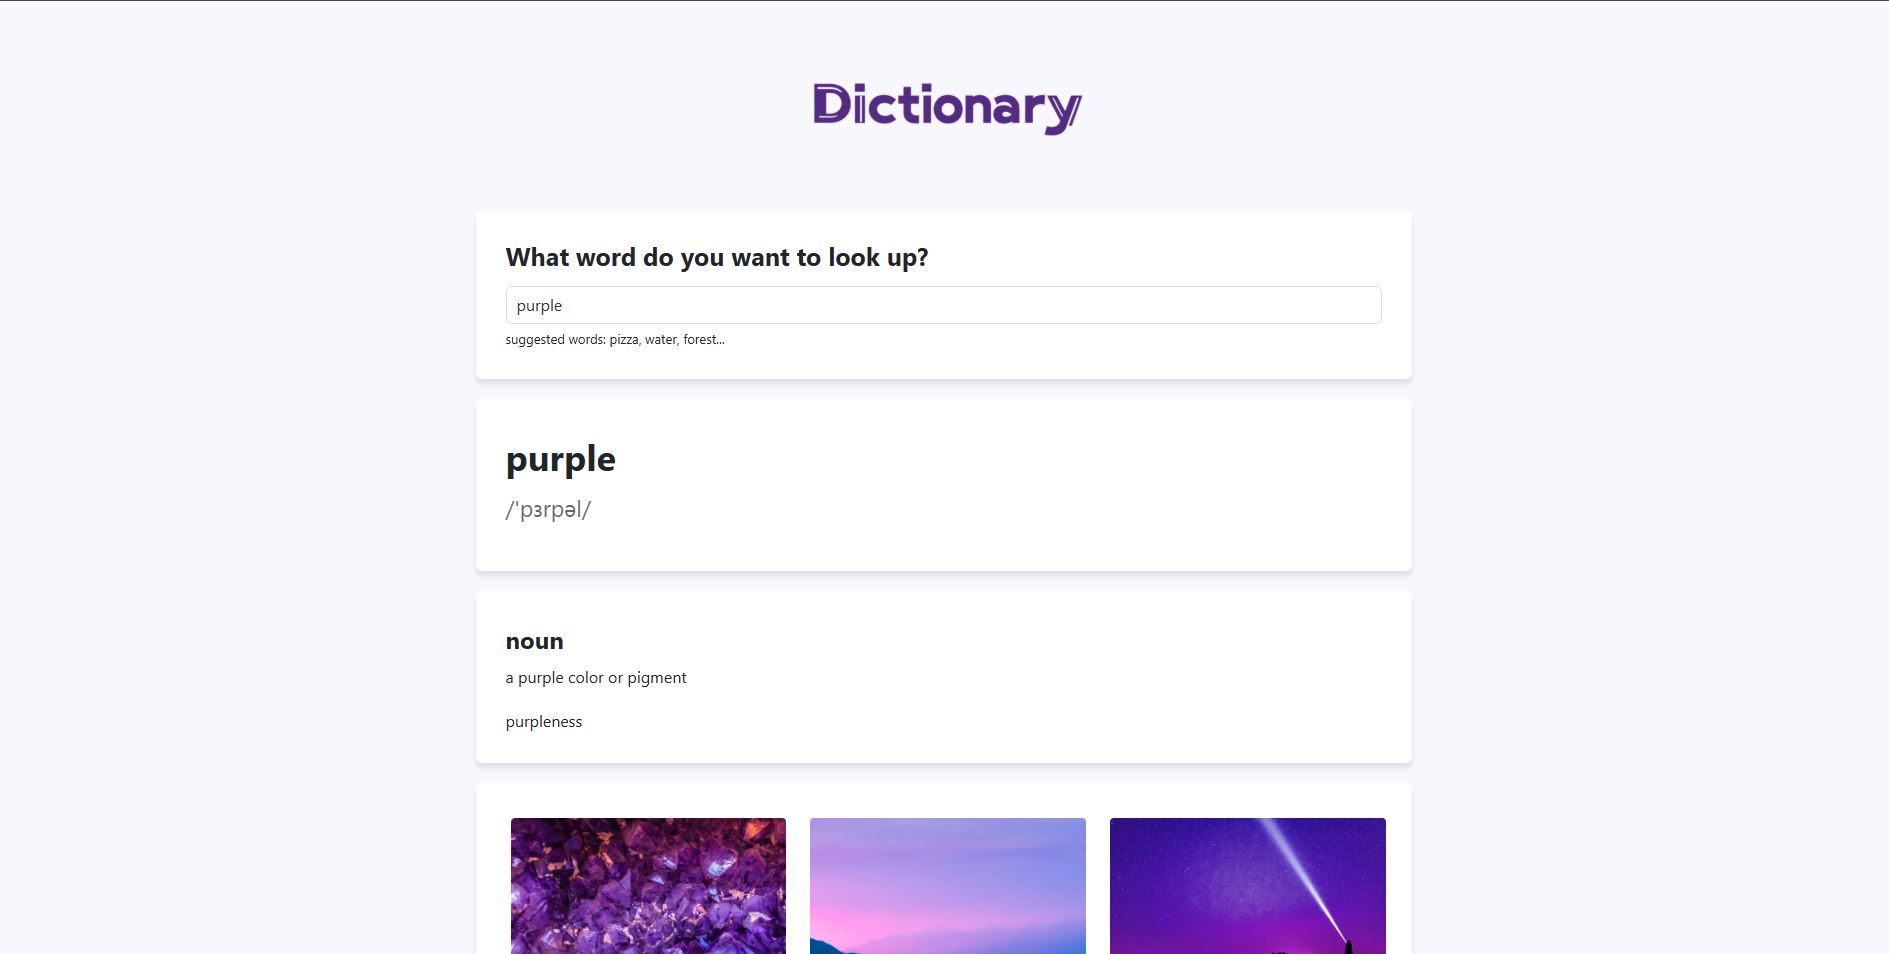 Dictionary
What word do you want to look up?
purple
suggested words: pizza, water, forest...
purple
/'pɜrpəl/
noun
a purple color or pigment
purpleness